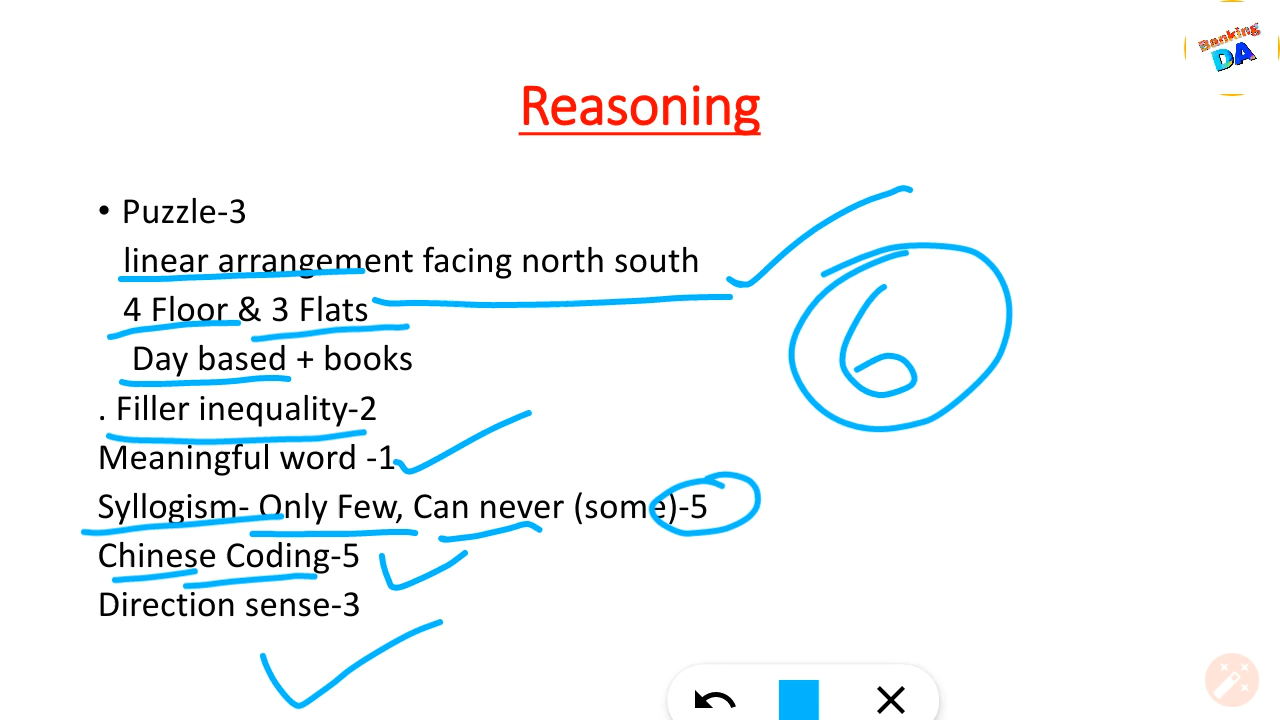 Banking
DA
Reasoning
• Puzzle-3
linear arrangement facing north south
4 Floor & 3 Flats
Day based + books
. Filler inequality-2
Meaningful word -1
Syllogism- Only Few, Can never (some)-5
Chinese Coding-5
Direction sense-3
6